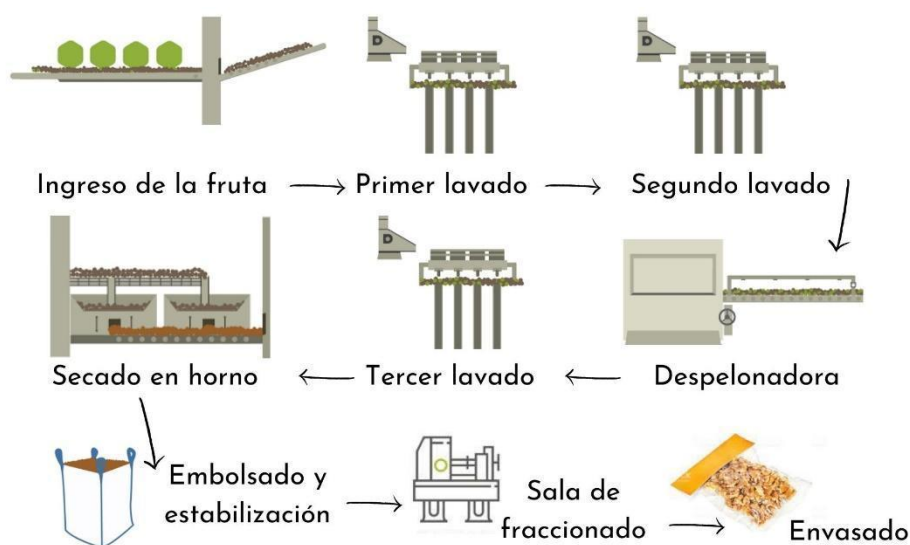 D
D
Ingreso de la fruta
Primer lavado
Segundo lavado
D
Secado en horno
Tercer lavado
Despelonadora
Embolsado y
estabilización
Sala de
fraccionado
Envasado